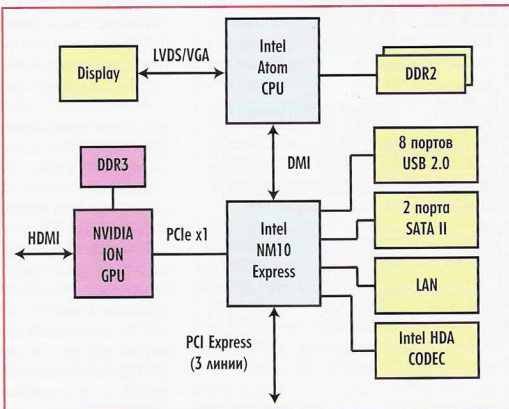 Display
LVDS/VGA
Intel
Atom
CPU
DDR2
DMI
8 портов
USB 2.0
DDR3
HDMI
NVIDIA
ION
GPU
PCIe x1
Intel
NM10
Express
2 порта
SATA II
LAN
Intel HDA
CODEC
PCI Express
(3 линии)